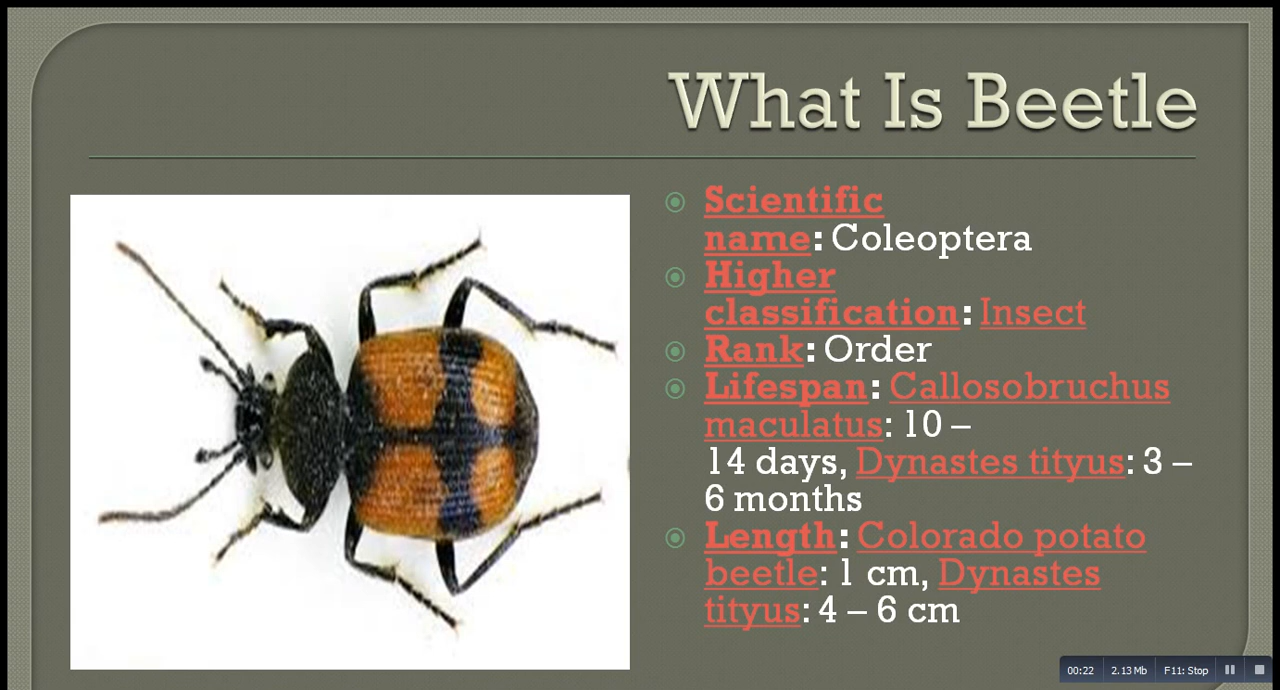 What Is Beetle
Scientific
name: Coleoptera
Higher
classification: Insect
Rank: Order
Lifespan: Callosobruchus
maculatus: 10 –
14 days, Dynastes tityus: 3 –
6 months
Length: Colorado potato
beetle: 1 cm, Dynastes
tityus: 4 – 6 cm
00:22 2.13 Mb F11: Stop